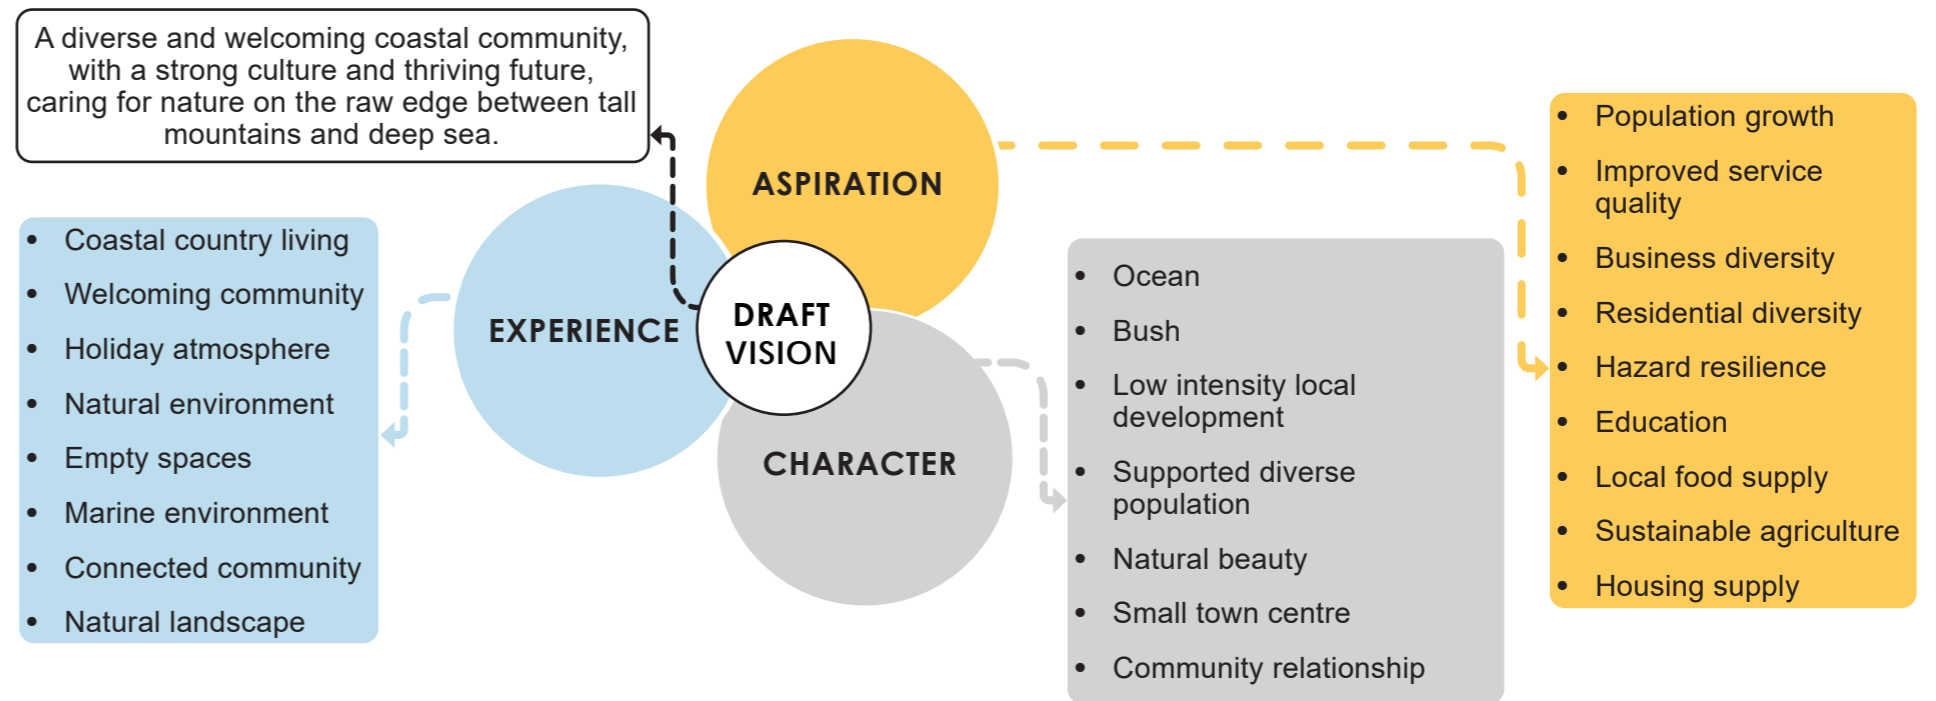 A diverse and welcoming coastal community,
with a strong culture and thriving future,
caring for nature on the raw edge between tall
mountains and deep sea.
ASPIRATION
EXPERIENCE
DRAFT
VISION
CHARACTER
• Coastal country living
• Welcoming community
• Holiday atmosphere
• Natural environment
• Empty spaces
• Marine environment
• Connected community
• Natural landscape
• Ocean
• Bush
• Low intensity local
development
• Supported diverse
population
• Natural beauty
• Small town centre
• Community relationship
• Population growth
• Improved service
quality
• Business diversity
• Residential diversity
• Hazard resilience
• Education
• Local food supply
• Sustainable agriculture
• Housing supply